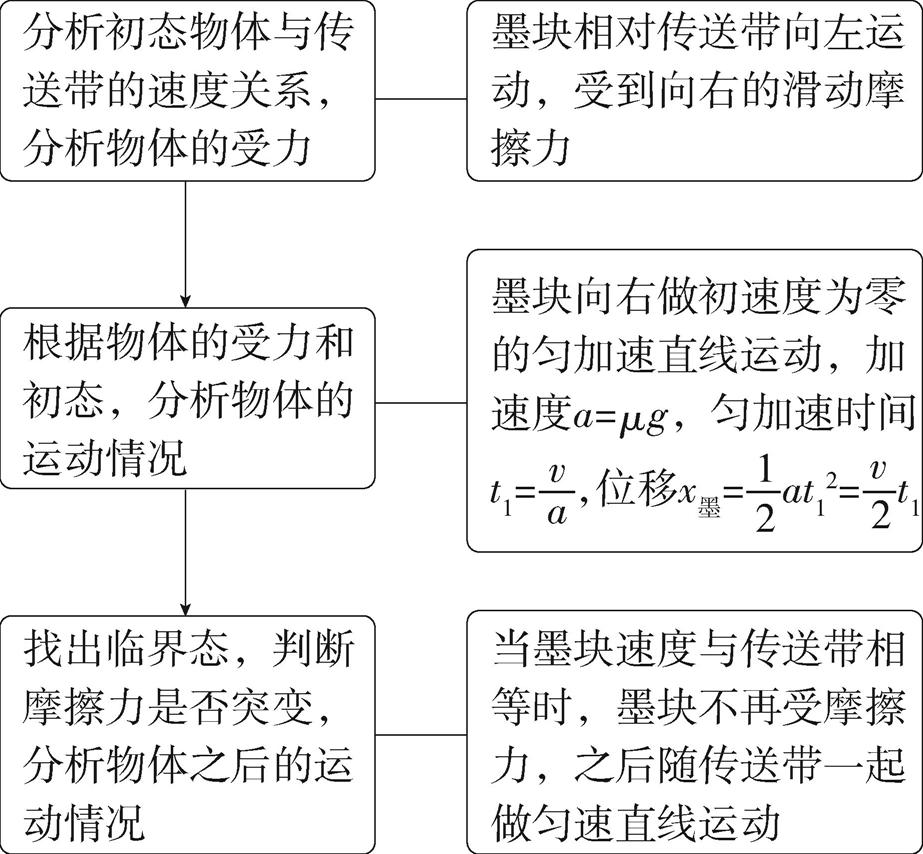 分析初态物体与传
送带的速度关系，
分析物体的受力
墨块相对传送带向左运
动，受到向右的滑动摩
擦力
根据物体的受力和
初态，分析物体的
运动情况
墨块向右做初速度为零
的匀加速直线运动，加
速度a=μg，匀加速时间
t₁=v/a，位移x墨=1/2at₁²=v/2t₁
找出临界态，判断
摩擦力是否突变，
分析物体之后的运
动情况
当墨块速度与传送带相
等时，墨块不再受摩擦
力，之后随传送带一起
做匀速直线运动